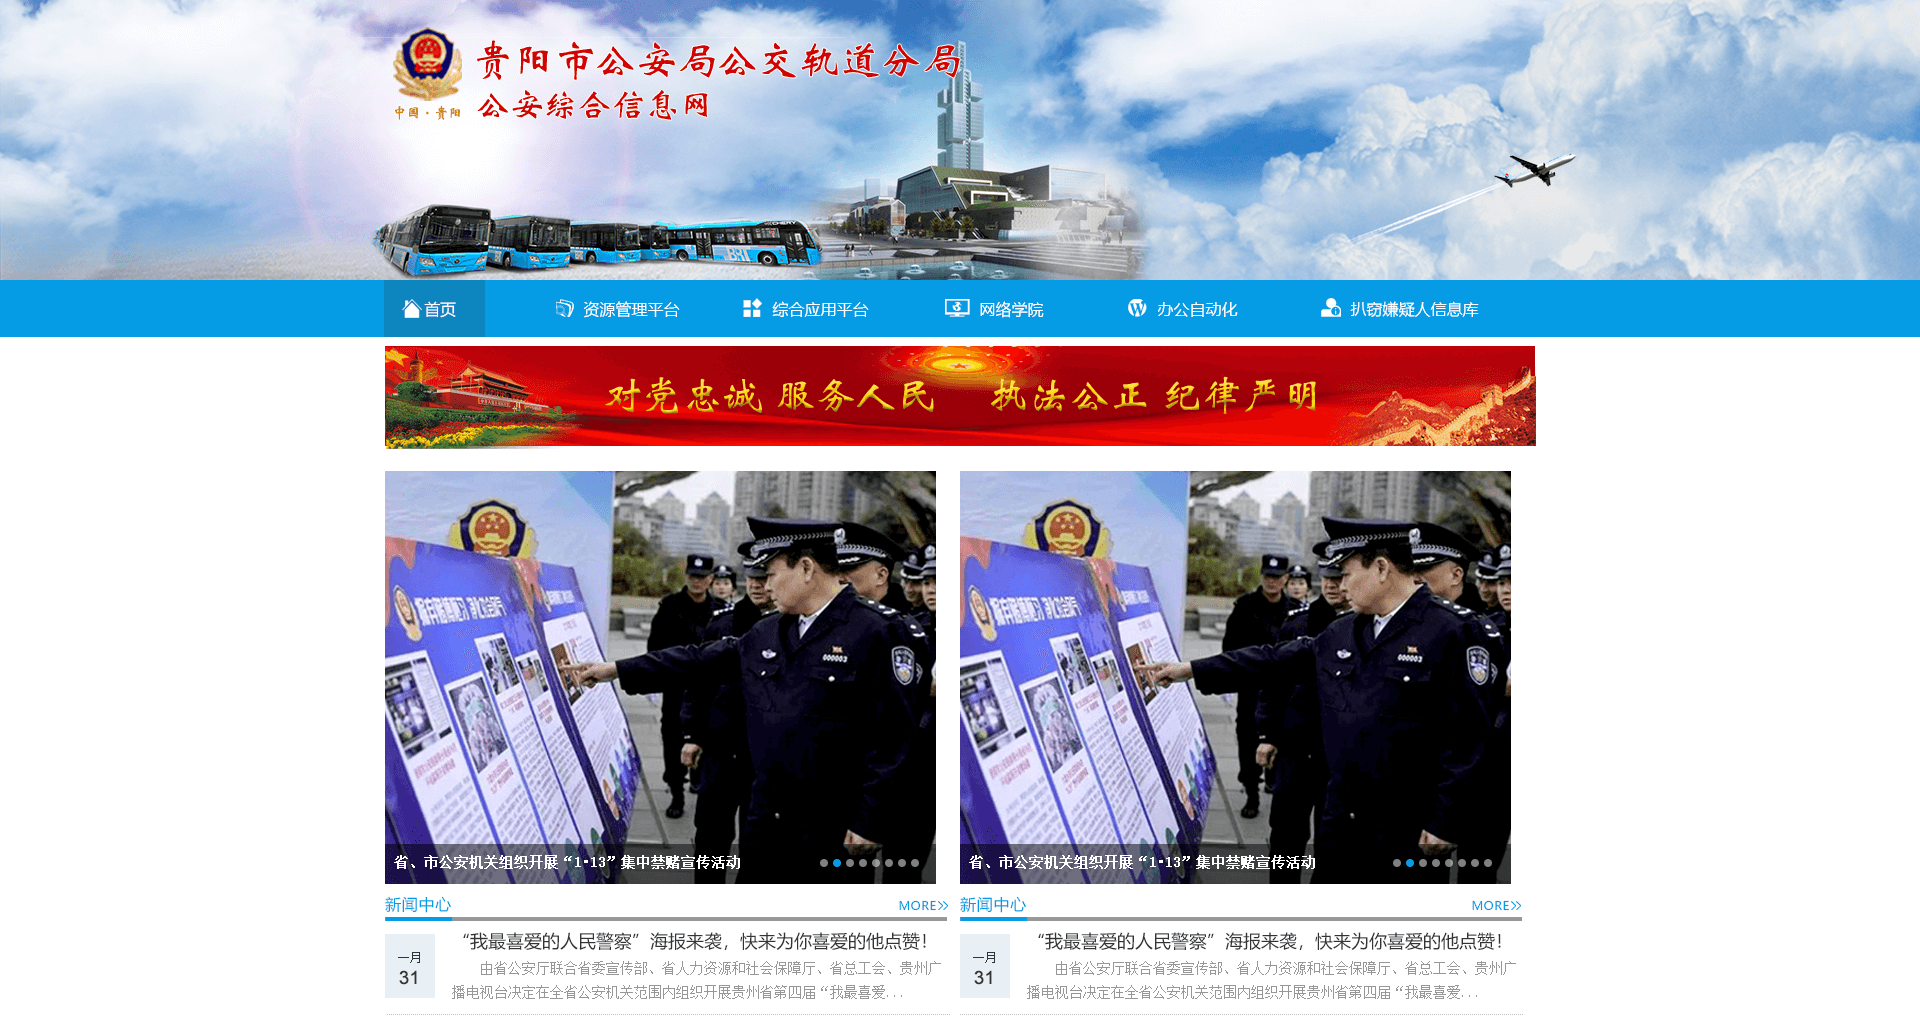 贵阳市公安局公交轨道分局
公安综合信息网
中国·贵阳
BRT
首页
资源管理平台
综合应用平台
网络学院
办公自动化
扒窃嫌疑人信息库
对党忠诚 服务人民 执法公正 纪律严明
000003
000003
省、市公安机关组织开展“1·13”集中禁赌宣传活动
省、市公安机关组织开展“1·13”集中禁赌宣传活动
新闻中心 MORE
一月
31
“我最喜爱的人民警察”海报来袭，快来为你喜爱的他点赞！
由省公安厅联合省委宣传部、省人力资源和社会保障厅、省总工会、贵州广
播电视台决定在全省公安机关范围内组织开展贵州省第四届“我最喜爱...
新闻中心 MORE
一月
31
“我最喜爱的人民警察”海报来袭，快来为你喜爱的他点赞！
由省公安厅联合省委宣传部、省人力资源和社会保障厅、省总工会、贵州广
播电视台决定在全省公安机关范围内组织开展贵州省第四届“我最喜爱...